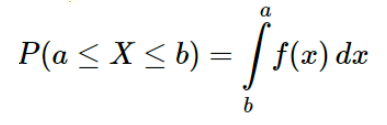 P(a ≤ X ≤ b) = ∫_b^a f(x) dx